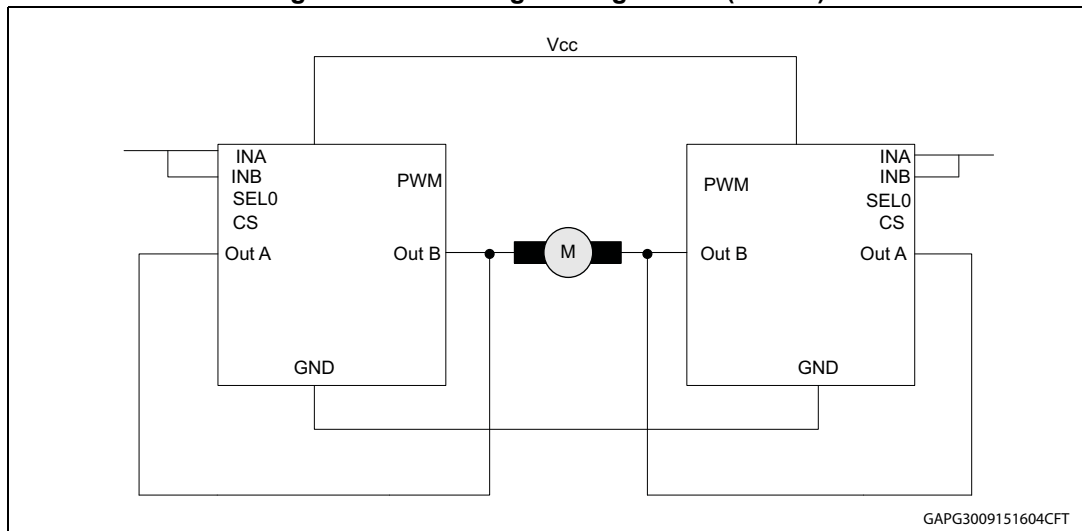 Vcc
INA
INB
SEL0
CS
PWM
Out A
Out B
GND
M
INA
INB
SEL0
CS
PWM
Out B
Out A
GND
GAPG3009151604CFT